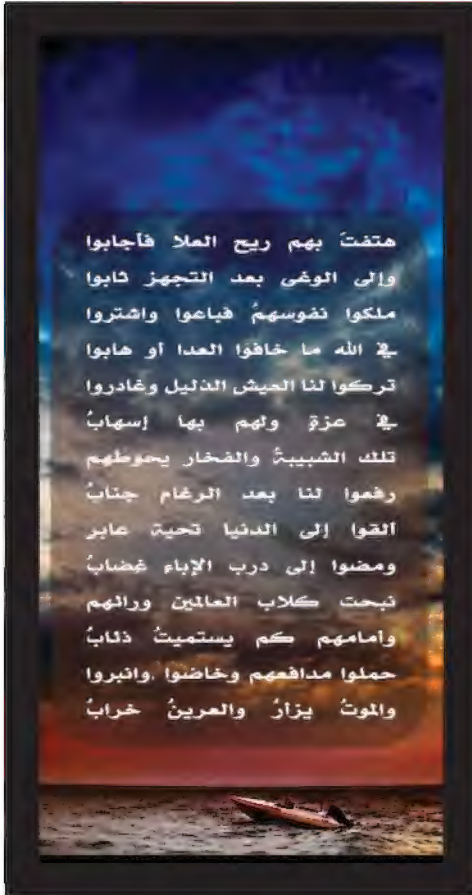 هتفتَ بهم ريح العلا فأجابوا
وإلى الوغى بعد التجهز ثابوا
ملكوا نفوسهمُ فباعوا واشتروا
في الله ما خافوا العدا أو هابوا
تركوا لنا العيش الذليل وغادروا
في عزةٍ ولهم بها إسهابُ
تلك الشبيبةُ والفخار يحوطهم
رفعوا لنا بعد الرغام جنابُ
ألقوا إلى الدنيا تحية عابر
ومضوا إلى درب الإباء غضابُ
نبحت كلاب العالمين ورائهم
وأمامهم كم يستميتُ ذئابُ
حملوا مدافعهم وخاضوا .وانبروا
والموتُ يزارُ والعرينُ خرابُ